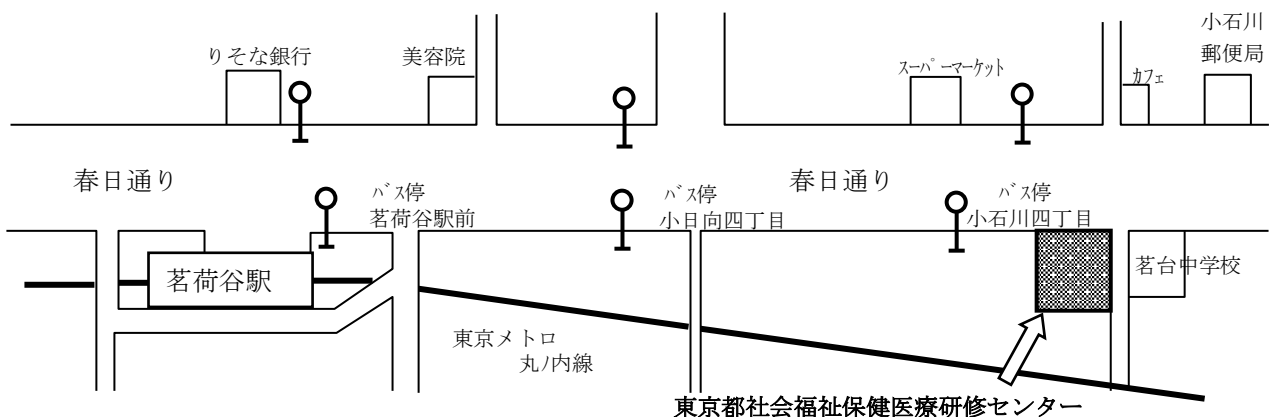 りそな銀行
美容院
スーパーマーケット
カフェ
小石川
郵便局
春日通り
バス停
茗荷谷駅前
バス停
小日向四丁目
春日通り
バス停
小石川四丁目
茗荷谷駅
茗台中学校
東京メトロ
丸ノ内線
東京都社会福祉保健医療研修センター